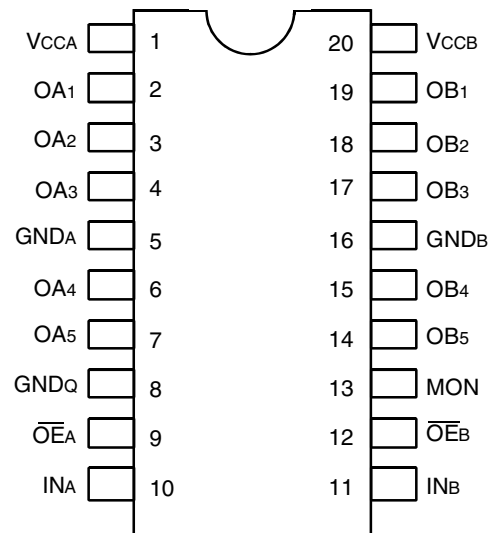 VCCA 1 20 VCCB
OA1 2 19 OB1
OA2 3 18 OB2
OA3 4 17 OB3
GNDA 5 16 GNDB
OA4 6 15 OB4
OA5 7 14 OB5
GNDQ 8 13 MON
O̅E̅A 9 12 O̅E̅B
INA 10 11 INB